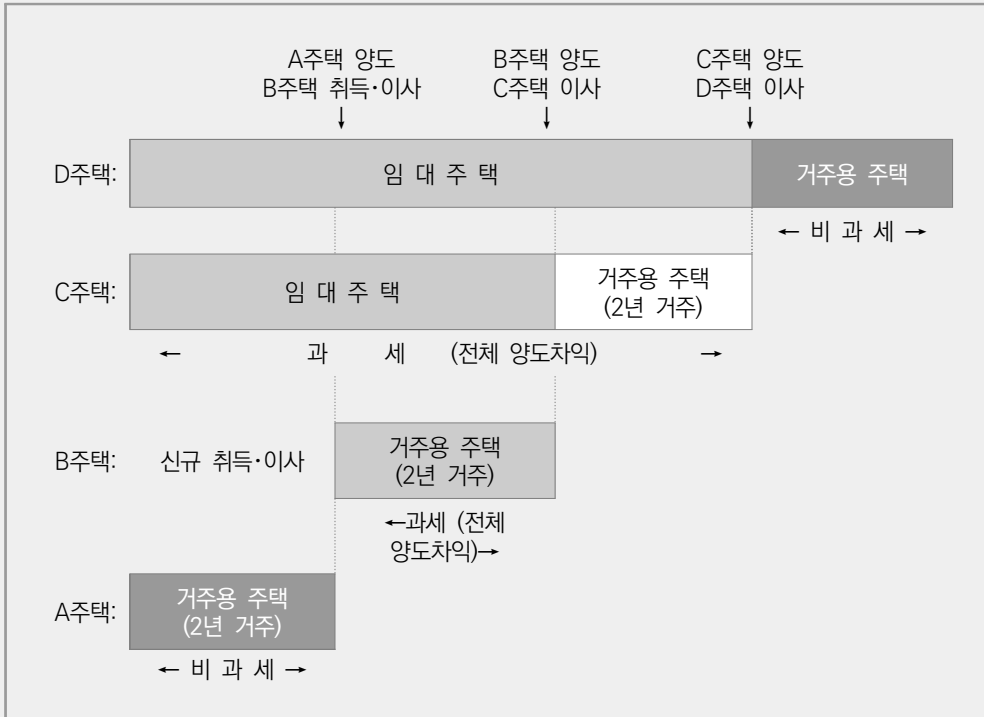 A주택 양도
B주택 취득·이사
B주택 양도
C주택 이사
C주택 양도
D주택 이사
↓ ↓ ↓
D주택: 임 대 주 택 거주용 주택
← 비 과 세 →
C주택: 임 대 주 택 거주용 주택
(2년 거주)
← 과 세 (전체 양도차익) →
B주택: 신규 취득·이사 거주용 주택
(2년 거주)
←과세 (전체
양도차익)→
A주택: 거주용 주택
(2년 거주)
← 비 과 세 →